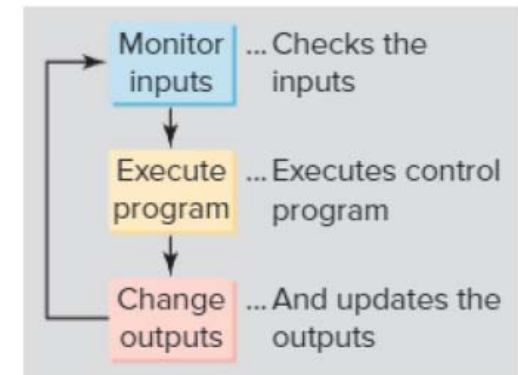 Monitor ... Checks the
inputs inputs
Execute ... Executes control
program program
Change ... And updates the
outputs outputs